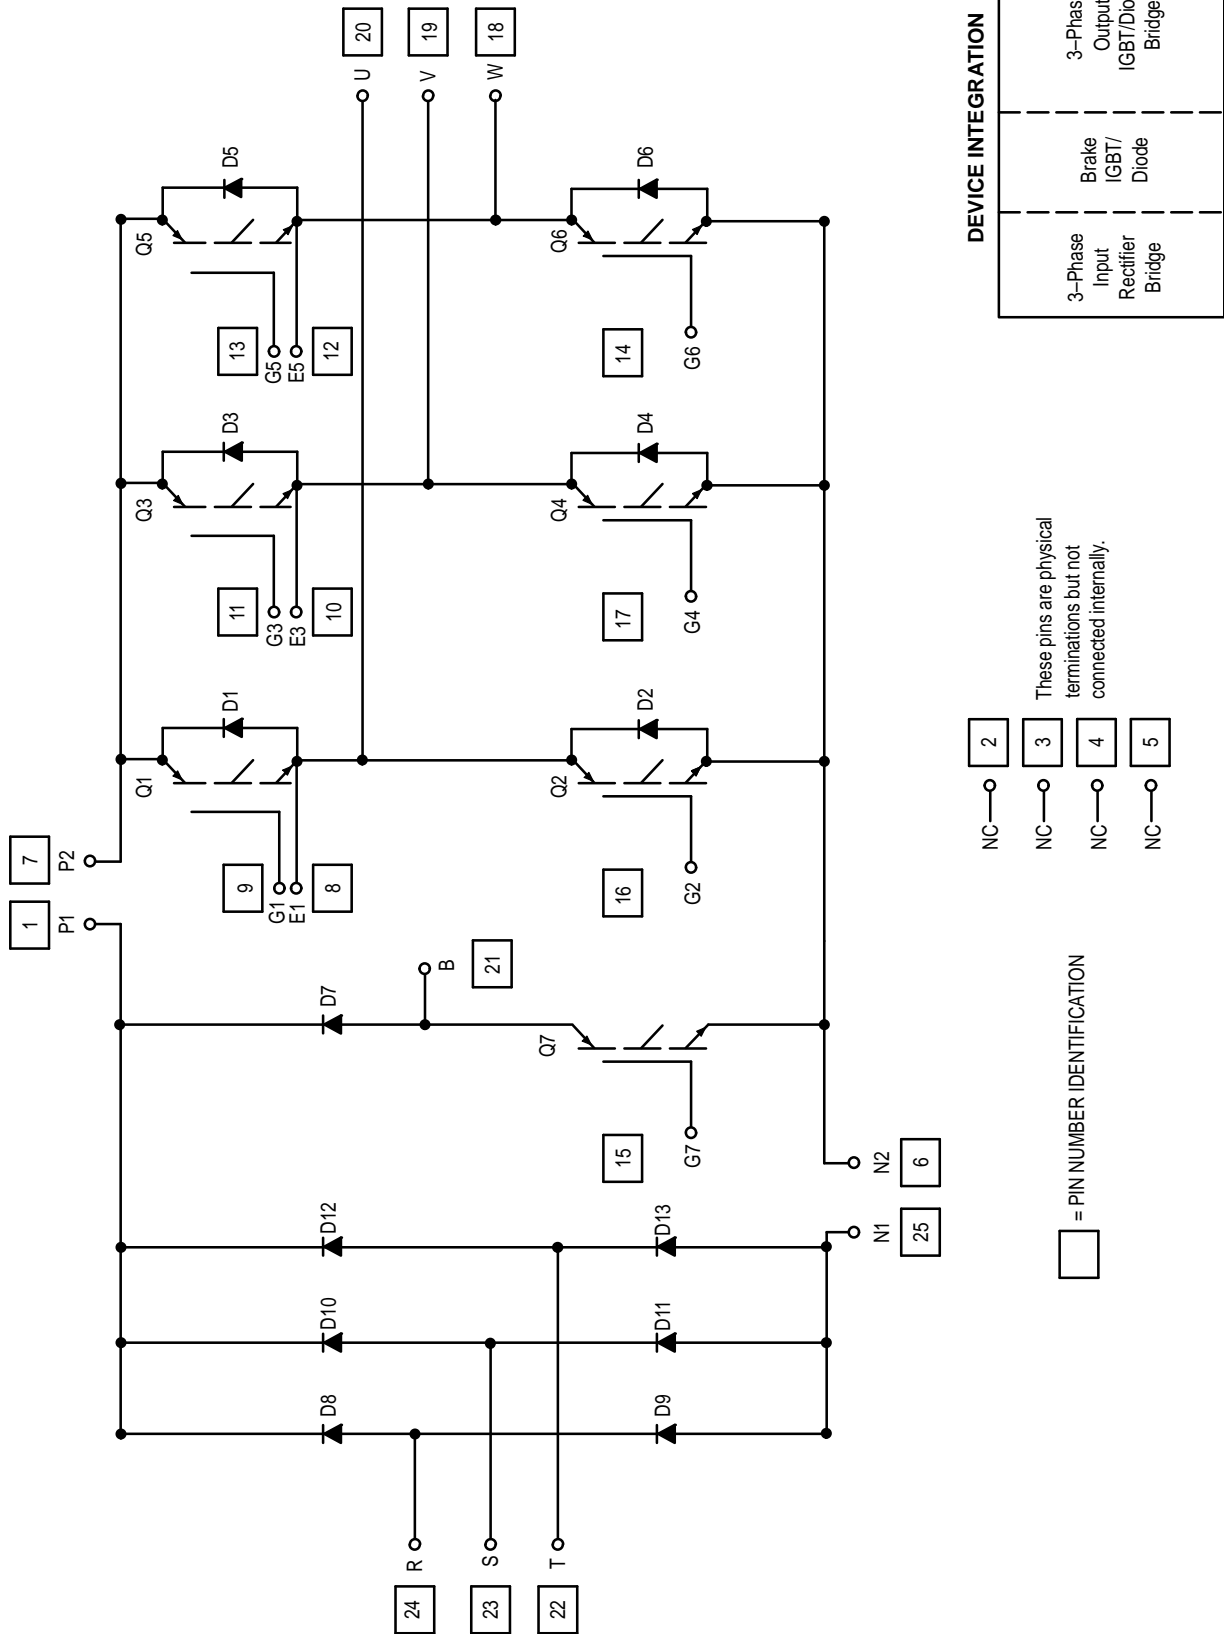 20
19
18
U
V
W
7
P2
1
P1
Q1
D1
Q3
D3
Q5
D5
9
G1
E1
8
11
G3
E3
10
13
G5
E5
12
D7
B
21
Q2
D2
Q4
D4
Q6
D6
Q7
16
G2
17
G4
14
G6
15
G7
D8
D10
D12
D9
D11
D13
R
24
S
23
T
22
N1
25
N2
6
= PIN NUMBER IDENTIFICATION
NC
2
NC
3
NC
4
NC
5
These pins are physical
terminations but not
connected internally.
DEVICE INTEGRATION
3–Phase
Input
Rectifier
Bridge
Brake
IGBT/
Diode
3–Phas
Output
IGBT/Dio
Bridge